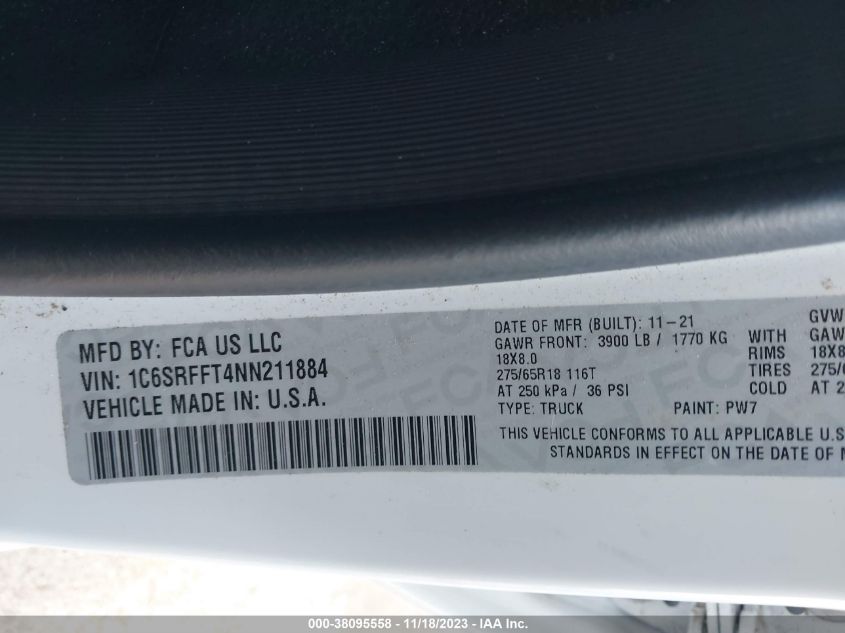 MFD BY: FCA US LLC
VIN: 1C6SRFFT4NN211884
VEHICLE MADE IN: U.S.A.
DATE OF MFR (BUILT): 11-21 GVW
GAWR FRONT: 3900 LB / 1770 KG WITH GAW
18X8.0 RIMS 18X8
275/65R18 116T TIRES 275/6
AT 250 kPa / 36 PSI COLD AT 2
TYPE: TRUCK PAINT: PW7
THIS VEHICLE CONFORMS TO ALL APPLICABLE U.S
STANDARDS IN EFFECT ON THE DATE OF M
000-38095558 - 11/18/2023 - IAA Inc.